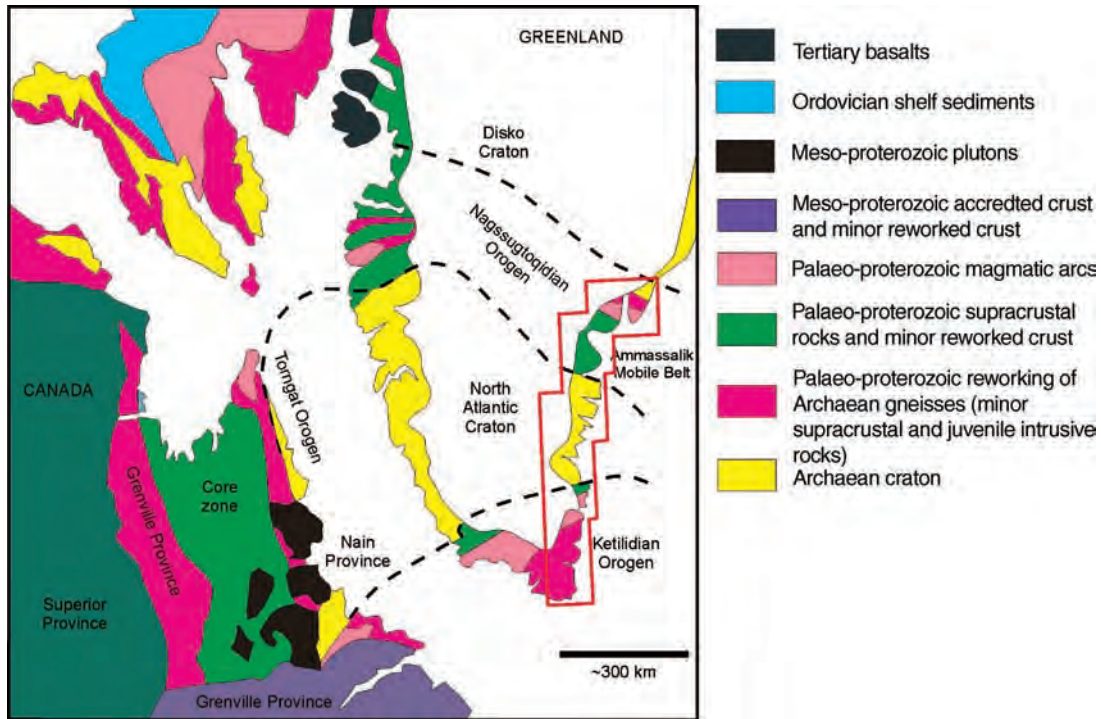 GREENLAND
Disko
Craton
Nagssugtoqidian
Orogen
Ammassalik
Mobile Belt
CANADA
Torngat Orogen
North
Atlantic
Craton
Core
zone
Grenville Province
Nain
Province
Ketilidian
Orogen
Superior
Province
~300 km
Grenville Province
Tertiary basalts
Ordovician shelf sediments
Meso-proterozoic plutons
Meso-proterozoic accredted crust
and minor reworked crust
Palaeo-proterozoic magmatic arcs
Palaeo-proterozoic supracrustal
rocks and minor reworked crust
Palaeo-proterozoic reworking of
Archaean gneisses (minor
supracrustal and juvenile intrusive
rocks)
Archaean craton